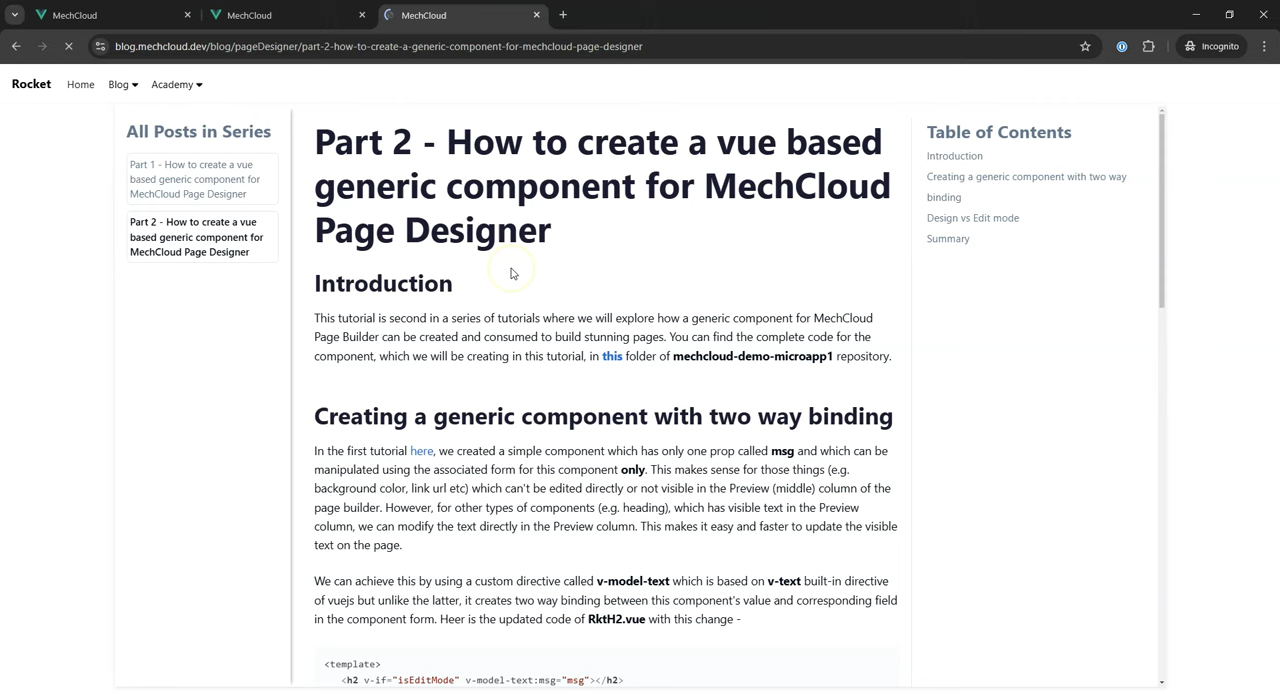 MechCloud
MechCloud
MechCloud
blog.mechcloud.dev/blog/pageDesigner/part-2-how-to-create-a-generic-component-for-mechcloud-page-designer
Incognito
Rocket
Home
Blog
Academy
All Posts in Series
Part 1 - How to create a vue
based generic component for
MechCloud Page Designer
Part 2 - How to create a vue
based generic component for
MechCloud Page Designer
Part 2 - How to create a vue based
generic component for MechCloud
Page Designer
Introduction
This tutorial is second in a series of tutorials where we will explore how a generic component for MechCloud
Page Builder can be created and consumed to build stunning pages. You can find the complete code for the
component, which we will be creating in this tutorial, in this folder of mechcloud-demo-microapp1 repository.
Creating a generic component with two way binding
In the first tutorial here, we created a simple component which has only one prop called msg and which can be
manipulated using the associated form for this component only. This makes sense for those things (e.g.
background color, link url etc) which can't be edited directly or not visible in the Preview (middle) column of the
page builder. However, for other types of components (e.g. heading), which has visible text in the Preview
column, we can modify the text directly in the Preview column. This makes it easy and faster to update the visible
text on the page.
We can achieve this by using a custom directive called v-model-text which is based on v-text built-in directive
of vuejs but unlike the latter, it creates two way binding between this component's value and corresponding field
in the component form. Heer is the updated code of RktH2.vue with this change -
<template>
<h2 v-if="isEditMode" v-model-text:msg="msg"></h2>
Table of Contents
Introduction
Creating a generic component with two way
binding
Design vs Edit mode
Summary